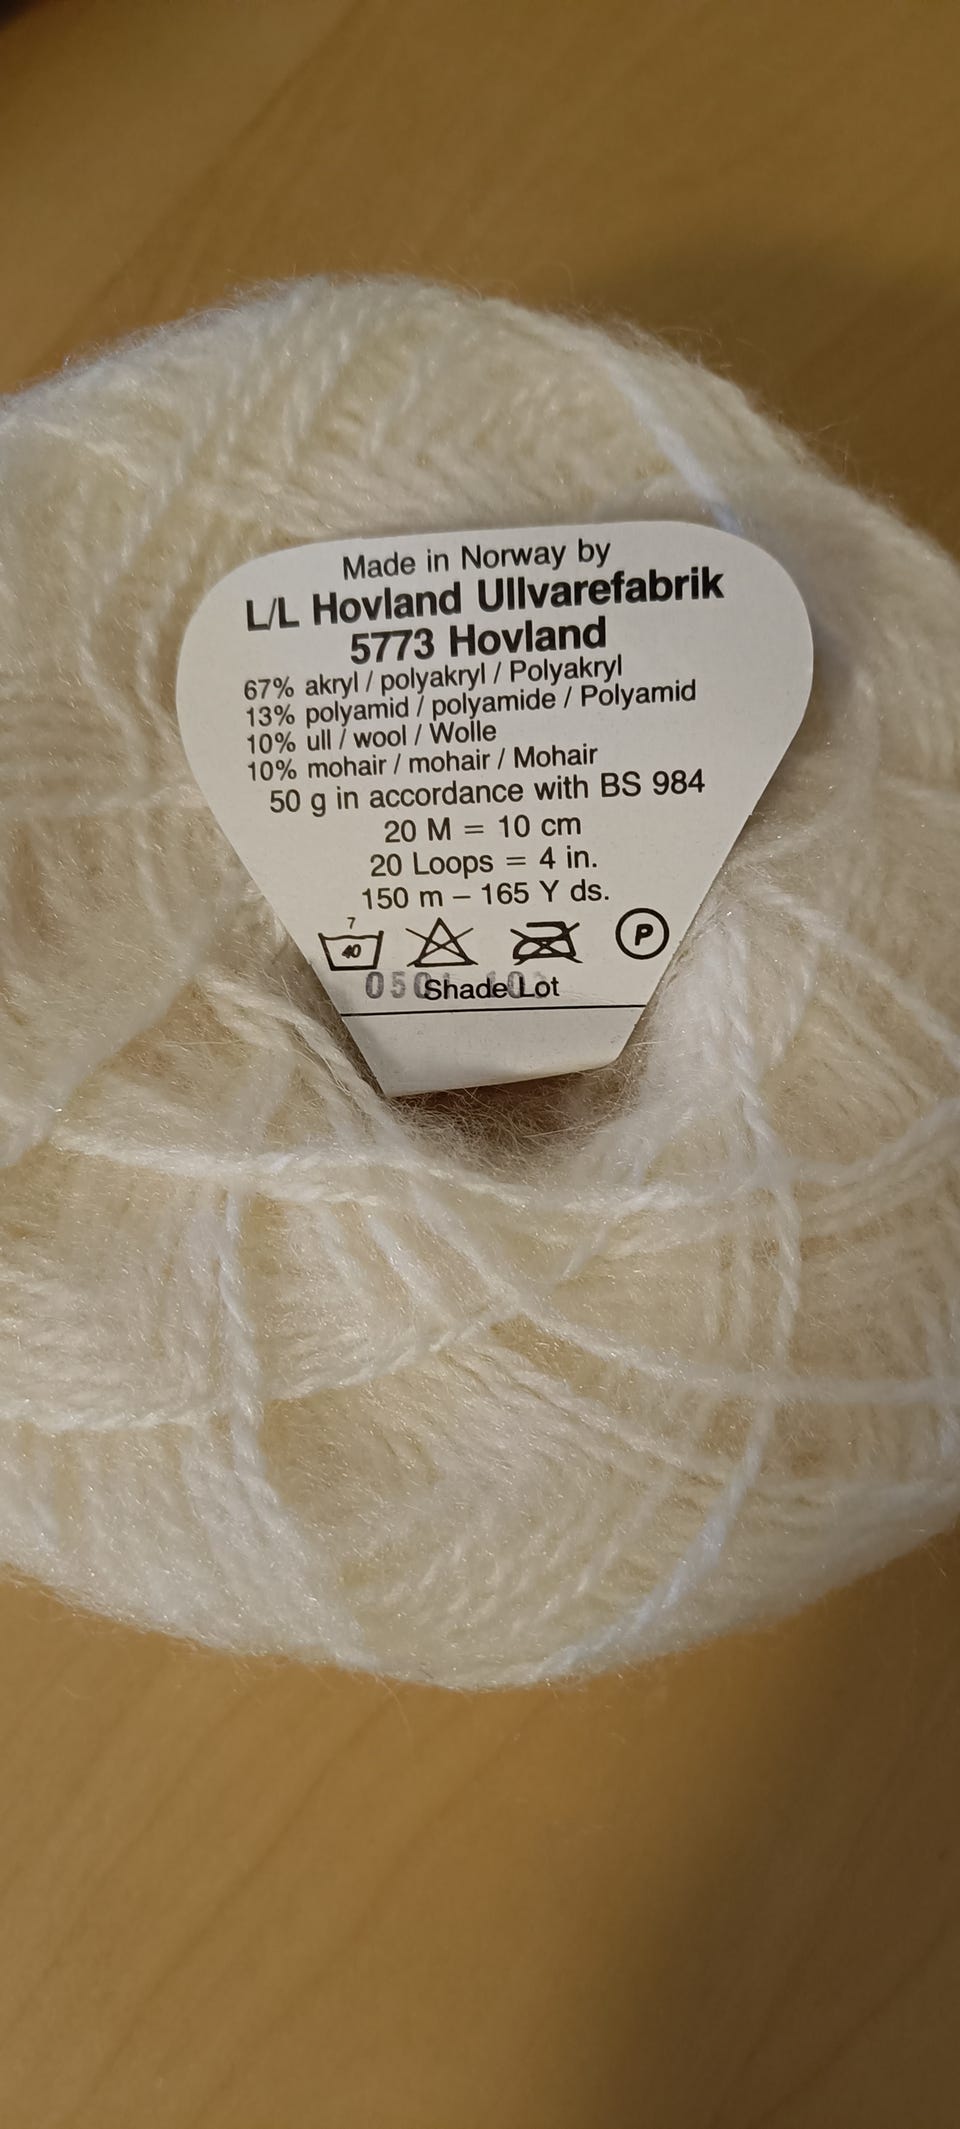 Made in Norway by
L/L Hovland Ullvarefabrik
5773 Hovland
67% akryl / polyakryl / Polyakryl
13% polyamid / polyamide / Polyamid
10% ull / wool / Wolle
10% mohair / mohair / Mohair
50 g in accordance with BS 984
20 M = 10 cm
20 Loops = 4 in.
150 m – 165 Y ds.
7
40 P
Shade Lot